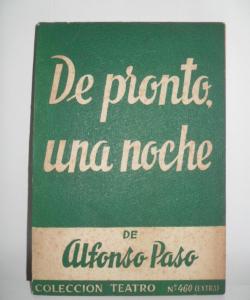 De pronto,
una noche
DE
Alfonso Paso
COLECCION TEATRO Nº 460 (EXTRA)